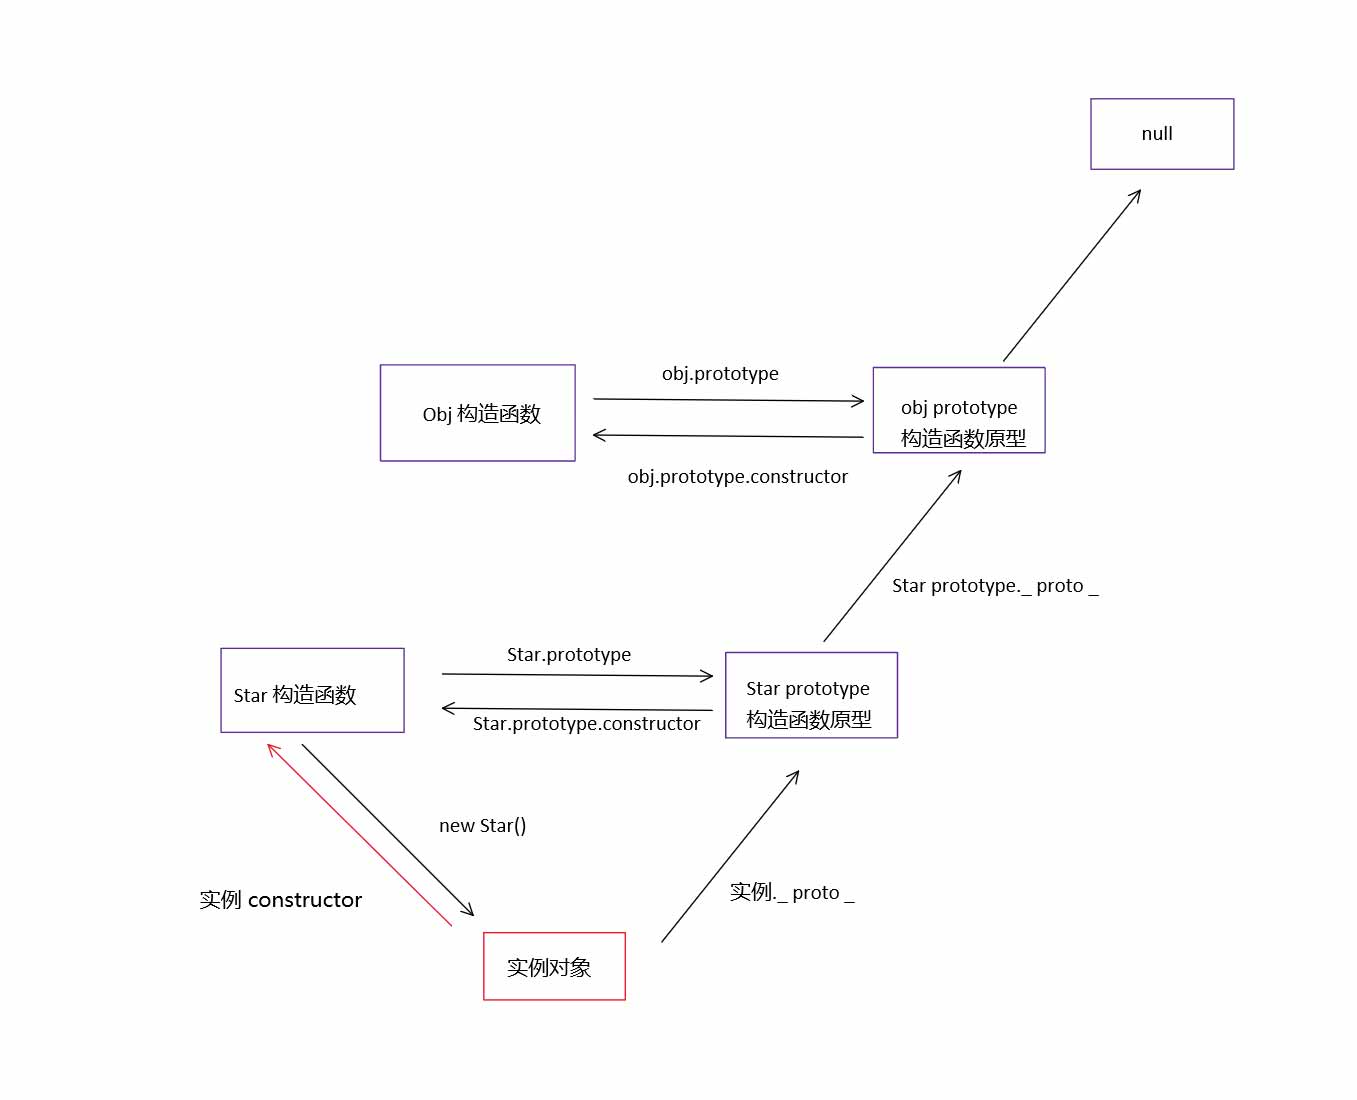 null
obj.prototype
Obj 构造函数
obj prototype
构造函数原型
obj.prototype.constructor
Star prototype._ proto _
Star.prototype
Star 构造函数
Star prototype
构造函数原型
Star.prototype.constructor
new Star()
实例 constructor
实例._ proto _
实例对象